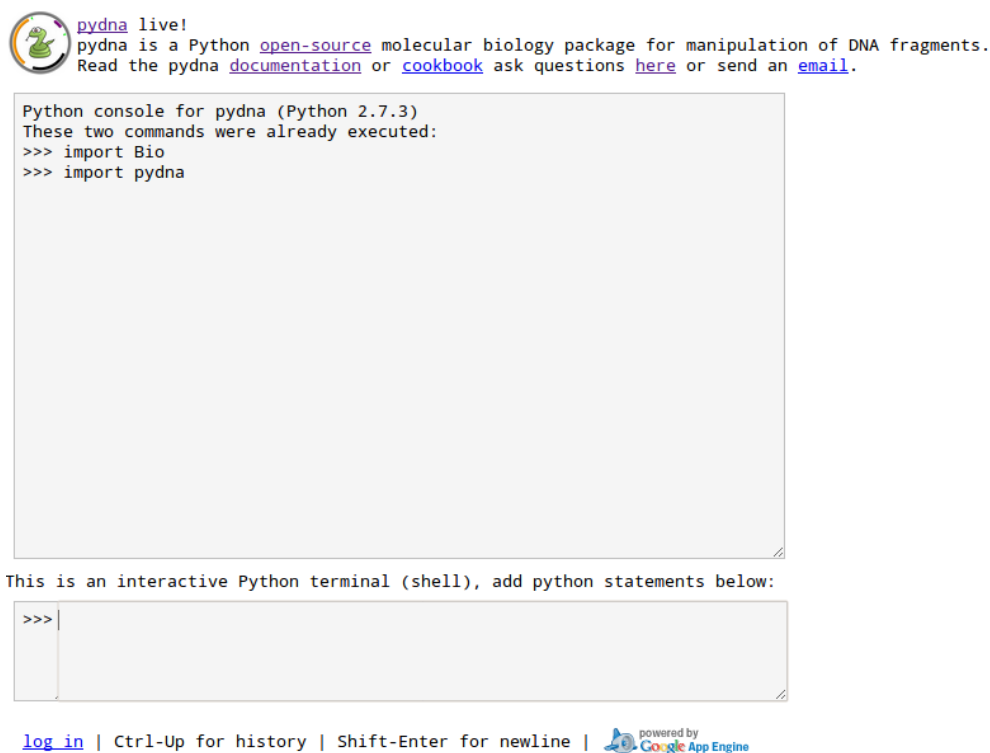 pydna live!
pydna is a Python open-source molecular biology package for manipulation of DNA fragments.
Read the pydna documentation or cookbook ask questions here or send an email.
Python console for pydna (Python 2.7.3)
These two commands were already executed:
>>> import Bio
>>> import pydna
This is an interactive Python terminal (shell), add python statements below:
>>>
log in | Ctrl-Up for history | Shift-Enter for newline | powered by
Google App Engine